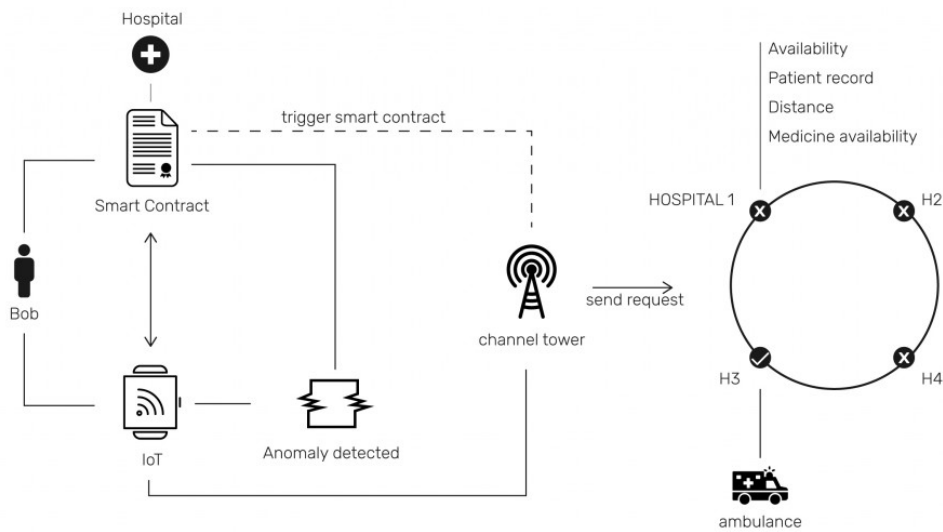 Hospital
Availability
Patient record
Distance
Medicine availability
trigger smart contract
Smart Contract
HOSPITAL 1
H2
Bob
send request
channel tower
H3
H4
IoT
Anomaly detected
ambulance